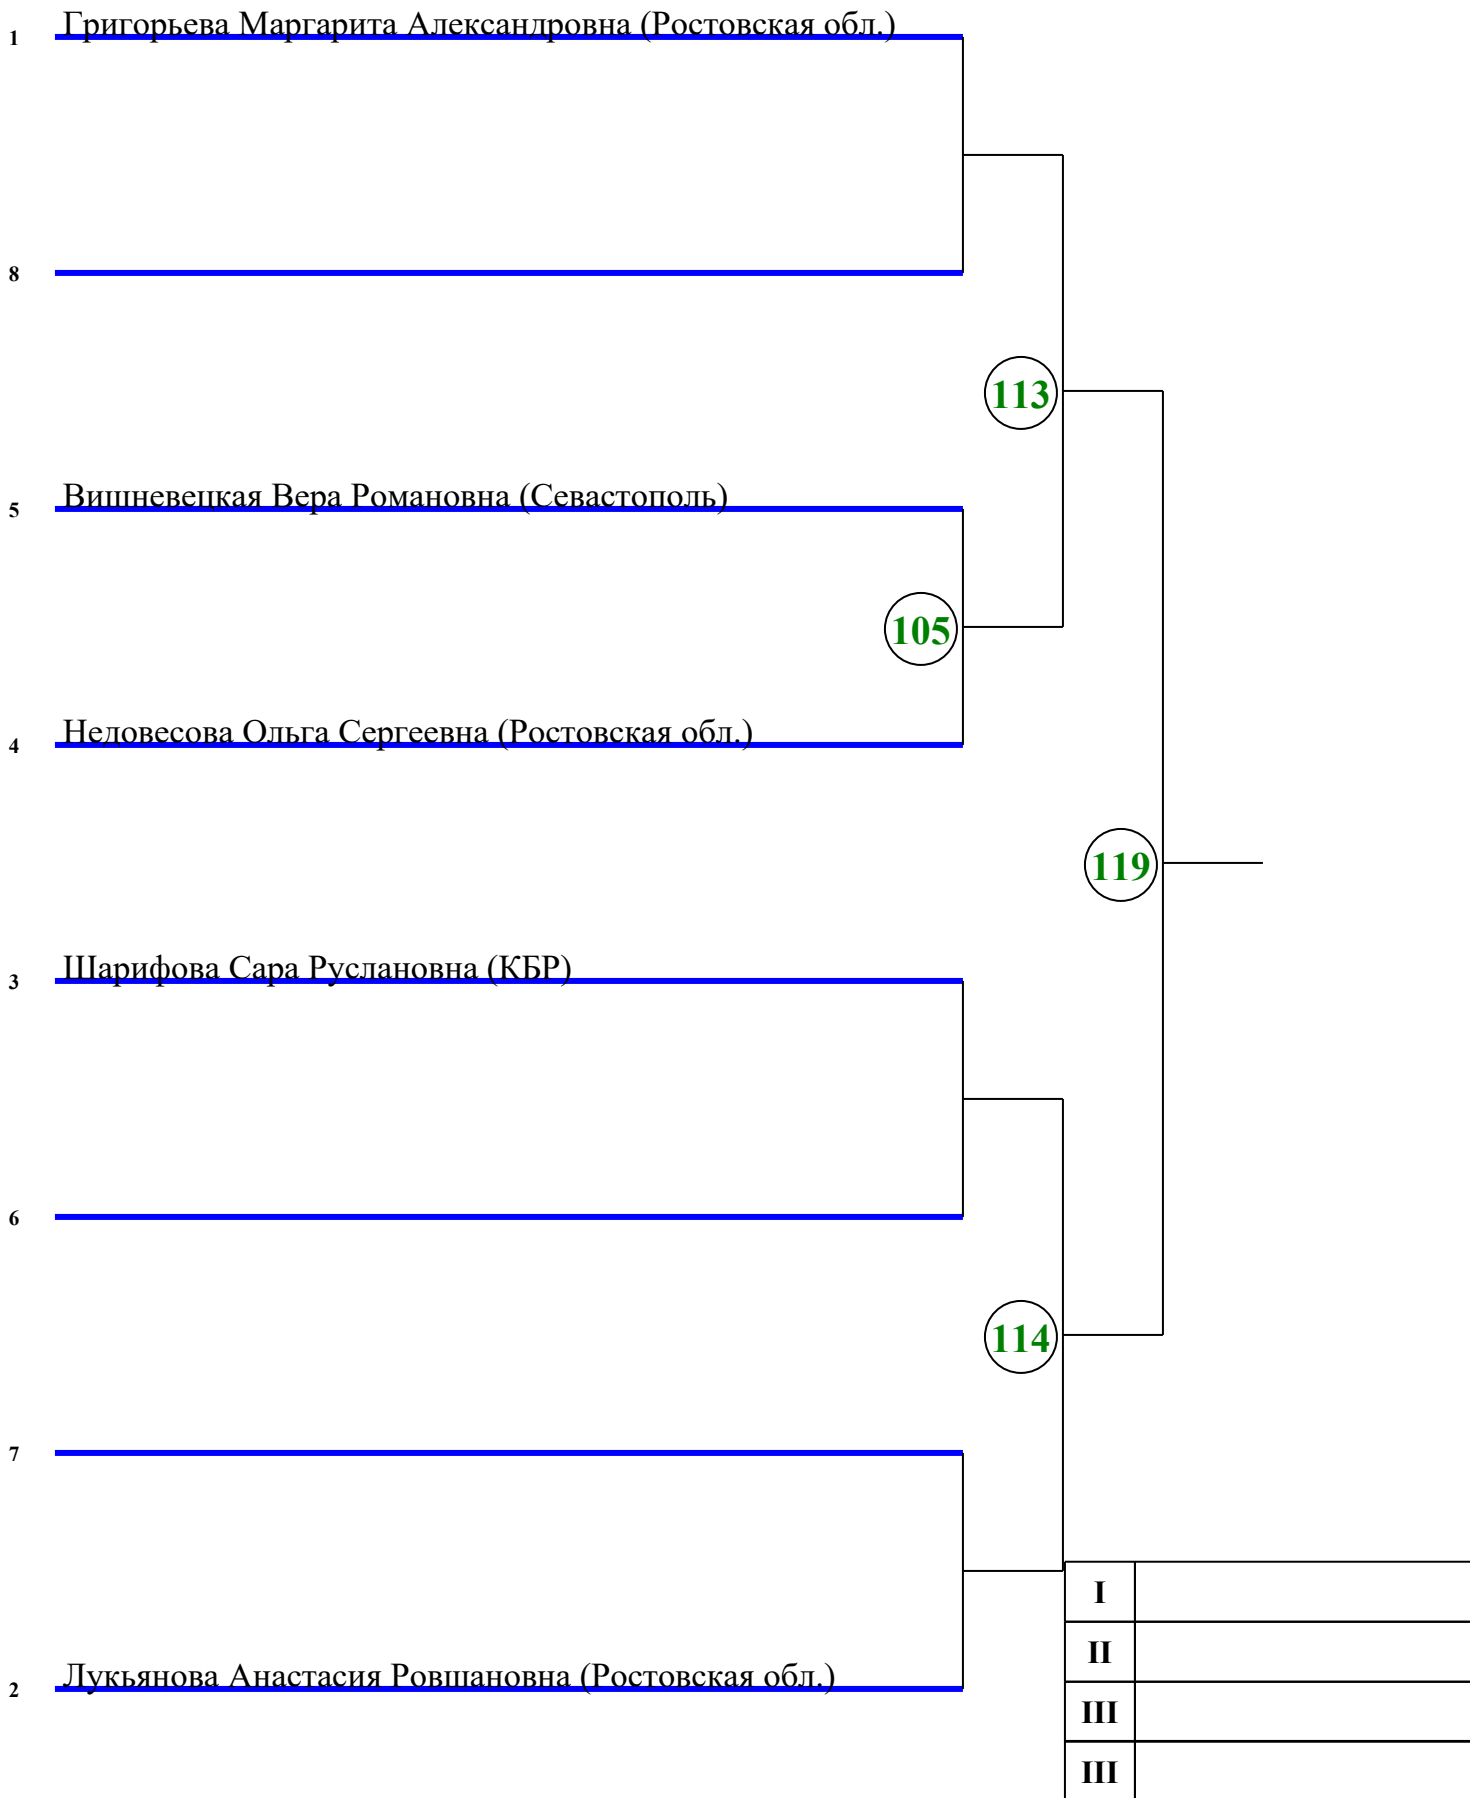 1 Григорьева Маргарита Александровна (Ростовская обл.)
8
113
5 Вишневецкая Вера Романовна (Севастополь)
105
4 Недовесова Ольга Сергеевна (Ростовская обл.)
119
3 Шарифова Сара Руслановна (КБР)
6
114
7
I
II
2 Лукьянова Анастасия Ровшановна (Ростовская обл.)
III
III